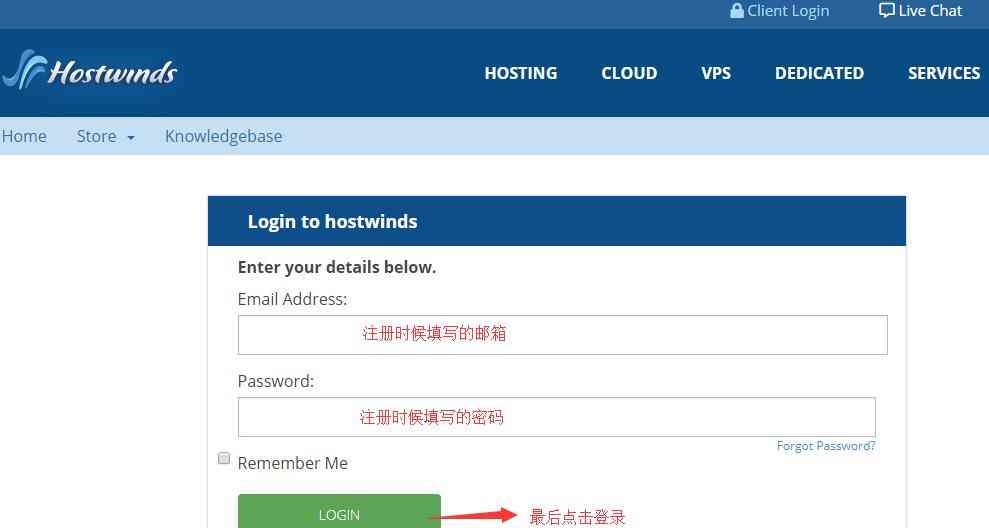 Client Login Live Chat
Hostwinds HOSTING CLOUD VPS DEDICATED SERVICES
Home Store Knowledgebase
Login to hostwinds
Enter your details below.
Email Address:
注册时候填写的邮箱
Password:
注册时候填写的密码
Forgot Password?
Remember Me
LOGIN 最后点击登录